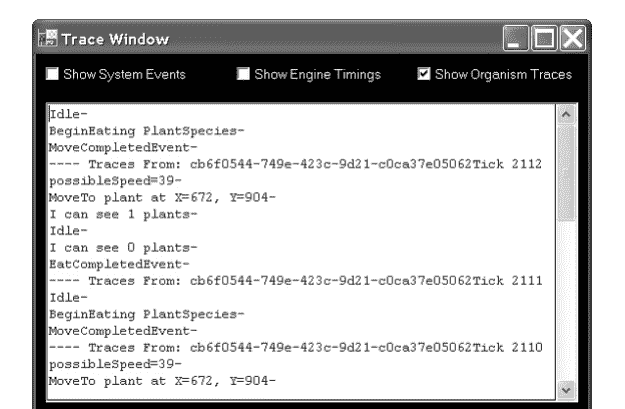 Trace Window
Show System Events Show Engine Timings Show Organism Traces
Idle-
BeginEating PlantSpecies-
MoveCompletedEvent-
---- Traces From: cb6f0544-749e-423c-9d21-c0ca37e05062Tick 2112
possibleSpeed=39-
MoveTo plant at X=672, Y=904-
I can see 1 plants-
Idle-
I can see 0 plants-
EatCompletedEvent-
---- Traces From: cb6f0544-749e-423c-9d21-c0ca37e05062Tick 2111
Idle-
BeginEating PlantSpecies-
MoveCompletedEvent-
---- Traces From: cb6f0544-749e-423c-9d21-c0ca37e05062Tick 2110
possibleSpeed=39-
MoveTo plant at X=672, Y=904-